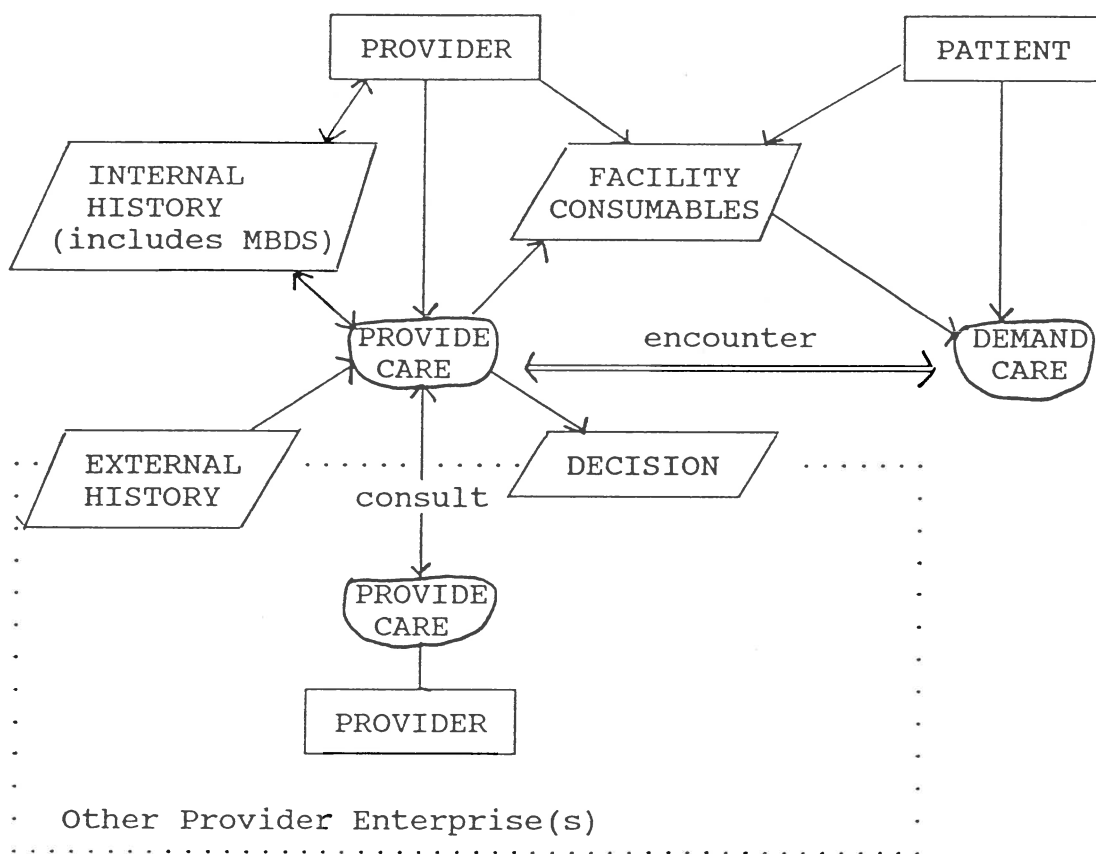 PROVIDER
PATIENT
INTERNAL
HISTORY
(includes MBDS)
FACILITY
CONSUMABLES
PROVIDE
CARE
encounter
DEMAND
CARE
EXTERNAL
HISTORY
DECISION
consult
PROVIDE
CARE
PROVIDER
Other Provider Enterprise(s)